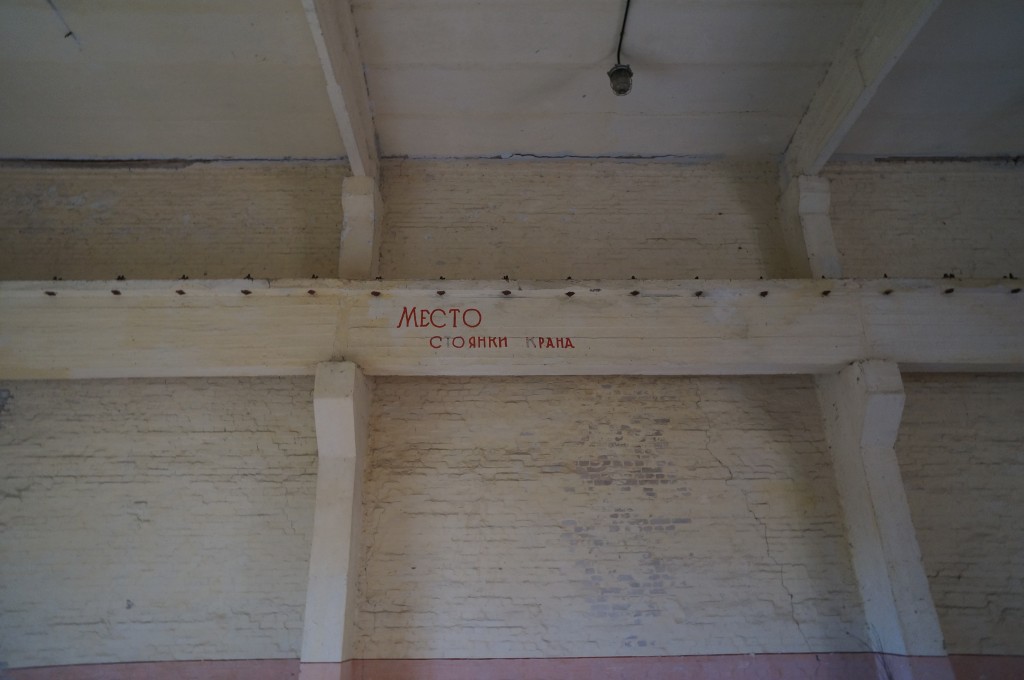 Место
стоянки крана